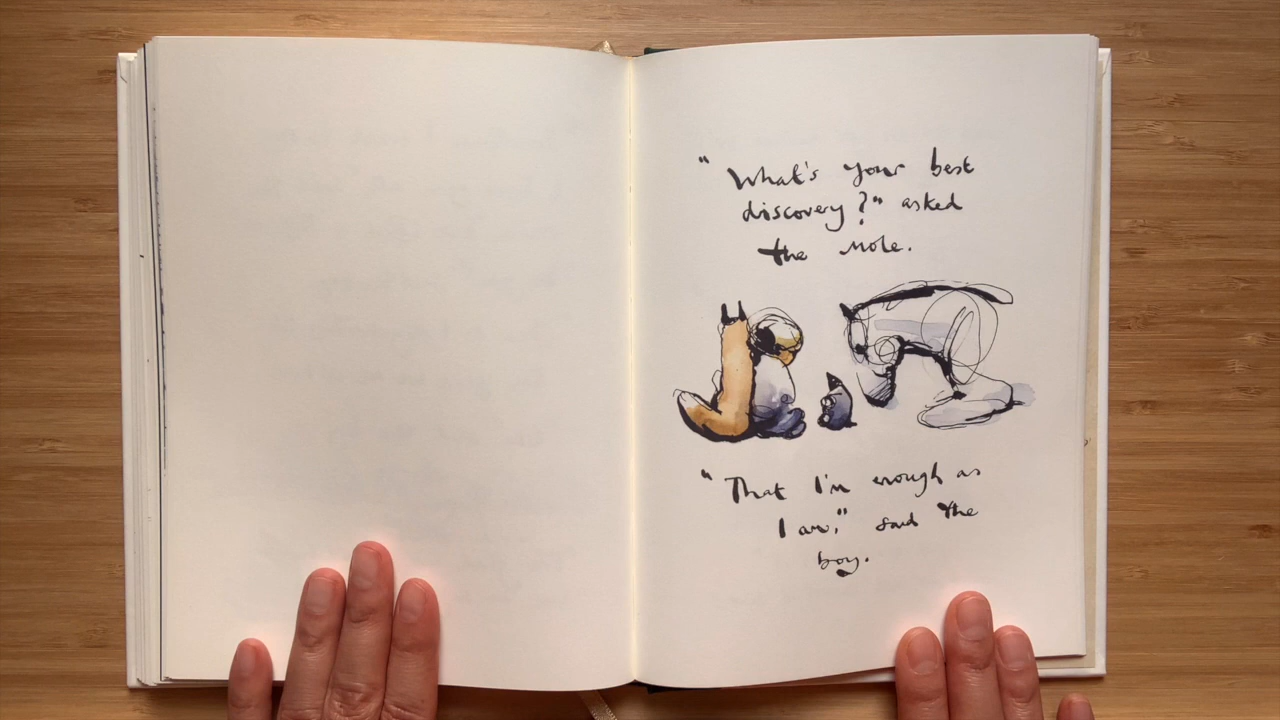 "What's your best
discovery?" asked
the mole.
"That I'm enough as
I am," said the
boy.